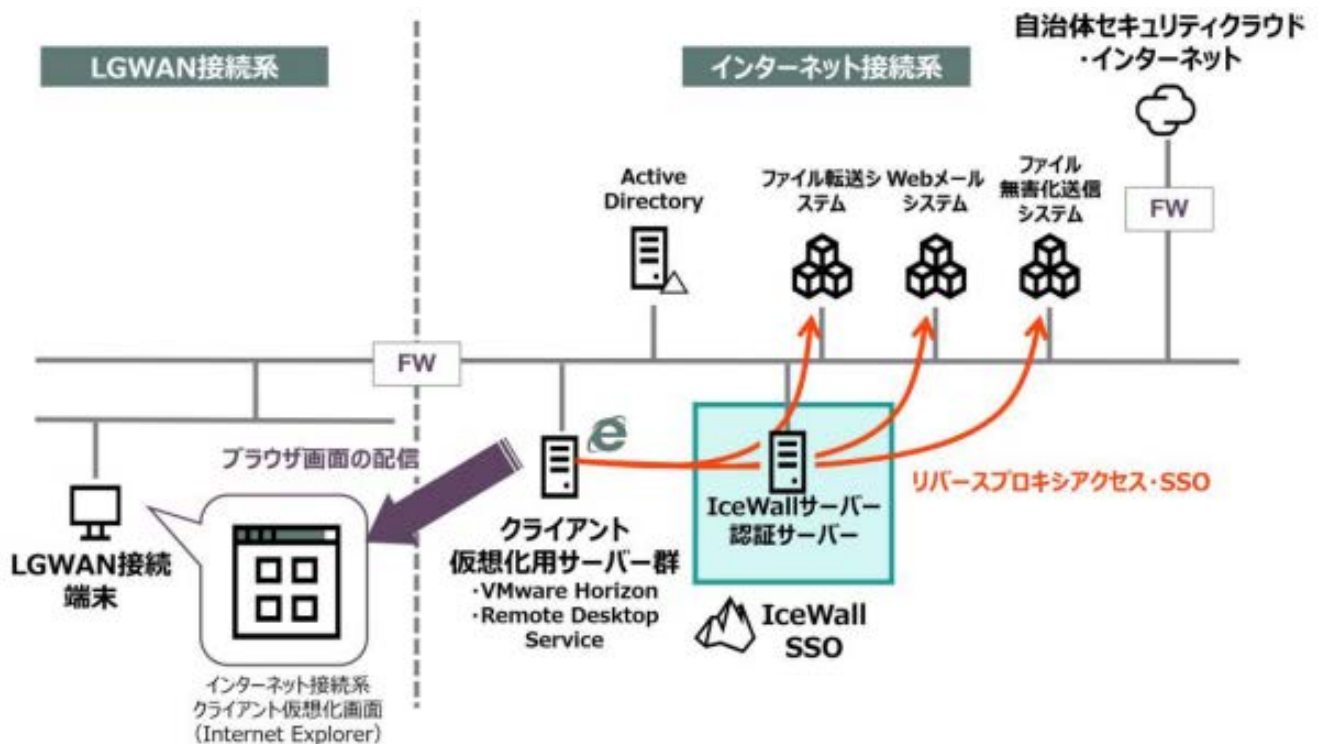 自治体セキュリティクラウド
・インターネット
LGWAN接続系
インターネット接続系
Active
Directory
ファイル転送シ
ステム
Webメール
システム
ファイル
無害化送信
システム
FW
FW
ブラウザ画面の配信
リバースプロキシアクセス・SSO
LGWAN接続
端末
クライアント
仮想化用サーバー群
・VMware Horizon
・Remote Desktop
Service
IceWallサーバー
認証サーバー
IceWall
SSO
インターネット接続系
クライアント仮想化画面
(Internet Explorer)